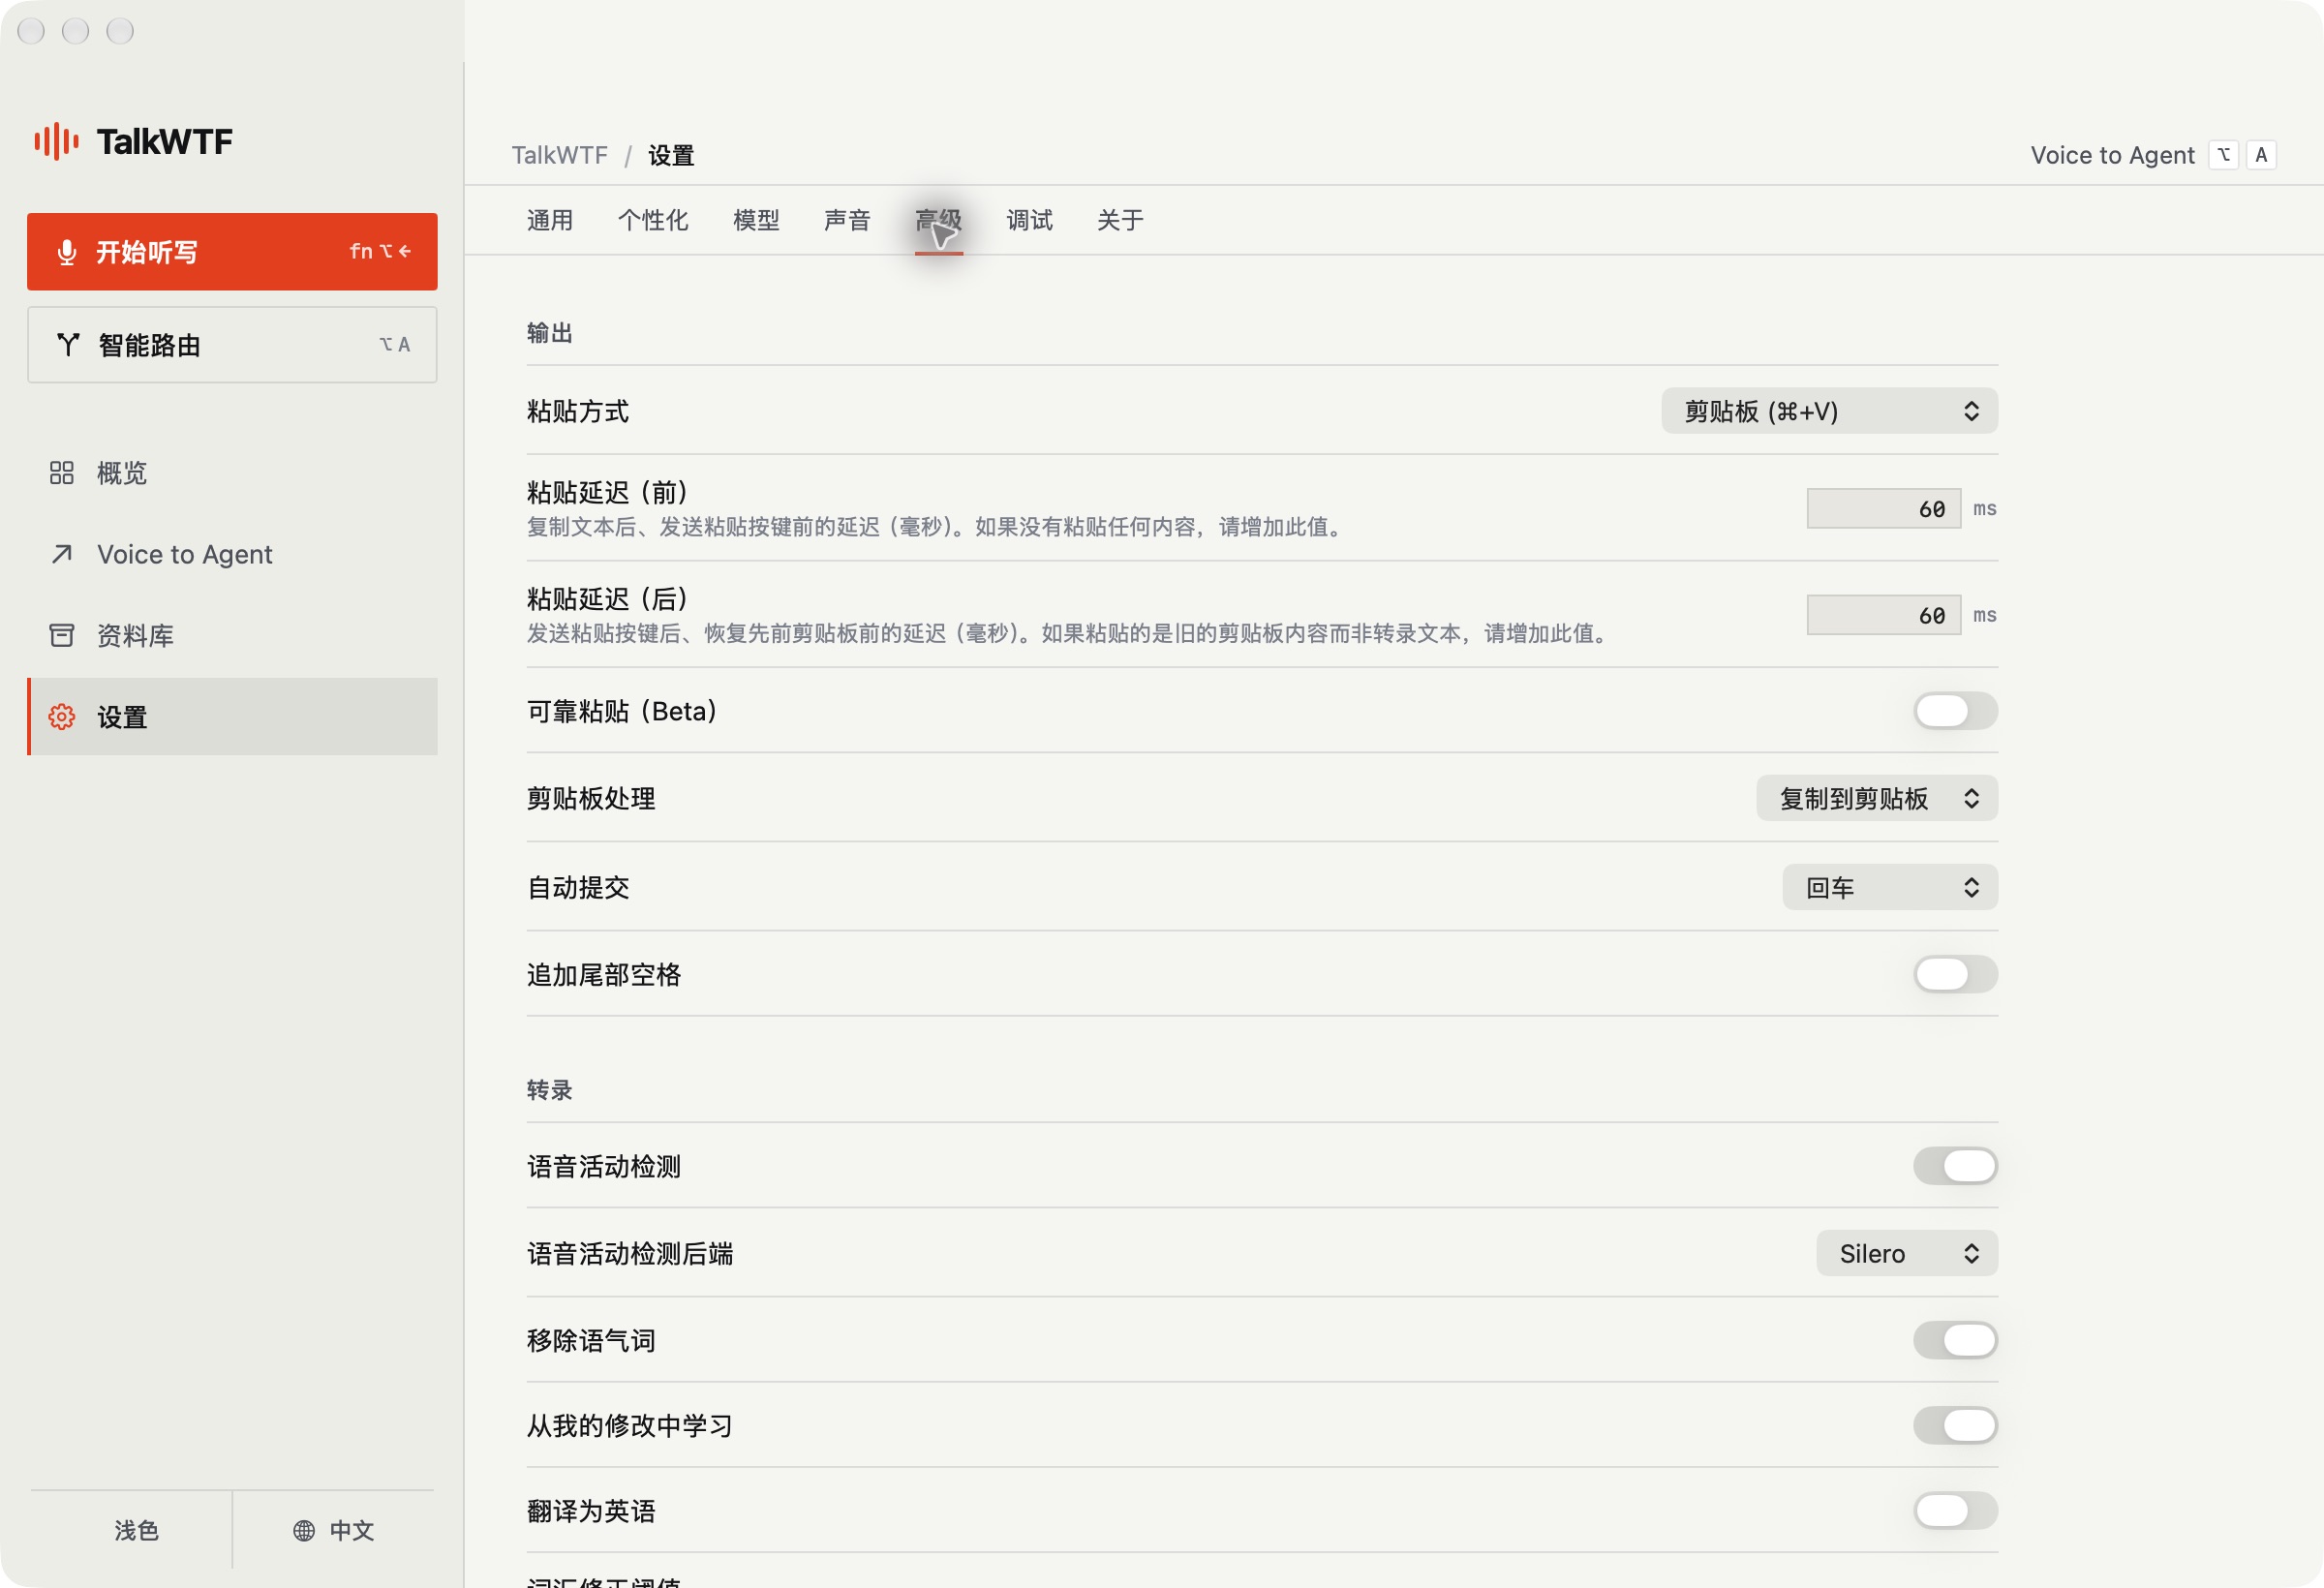 TalkWTF
开始听写 fn ⌥ ←
智能路由 ⌥ A
概览
Voice to Agent
资料库
设置
浅色
中文
TalkWTF / 设置
Voice to Agent ⌥ A
通用 个性化 模型 声音 高级 调试 关于
输出
粘贴方式
剪贴板 (⌘+V)
粘贴延迟（前）
复制文本后、发送粘贴按键前的延迟（毫秒）。如果没有粘贴任何内容，请增加此值。
60 ms
粘贴延迟（后）
发送粘贴按键后、恢复先前剪贴板前的延迟（毫秒）。如果粘贴的是旧的剪贴板内容而非转录文本，请增加此值。
60 ms
可靠粘贴（Beta）
剪贴板处理
复制到剪贴板
自动提交
回车
追加尾部空格
转录
语音活动检测
语音活动检测后端
Silero
移除语气词
从我的修改中学习
翻译为英语
词汇修正阈值